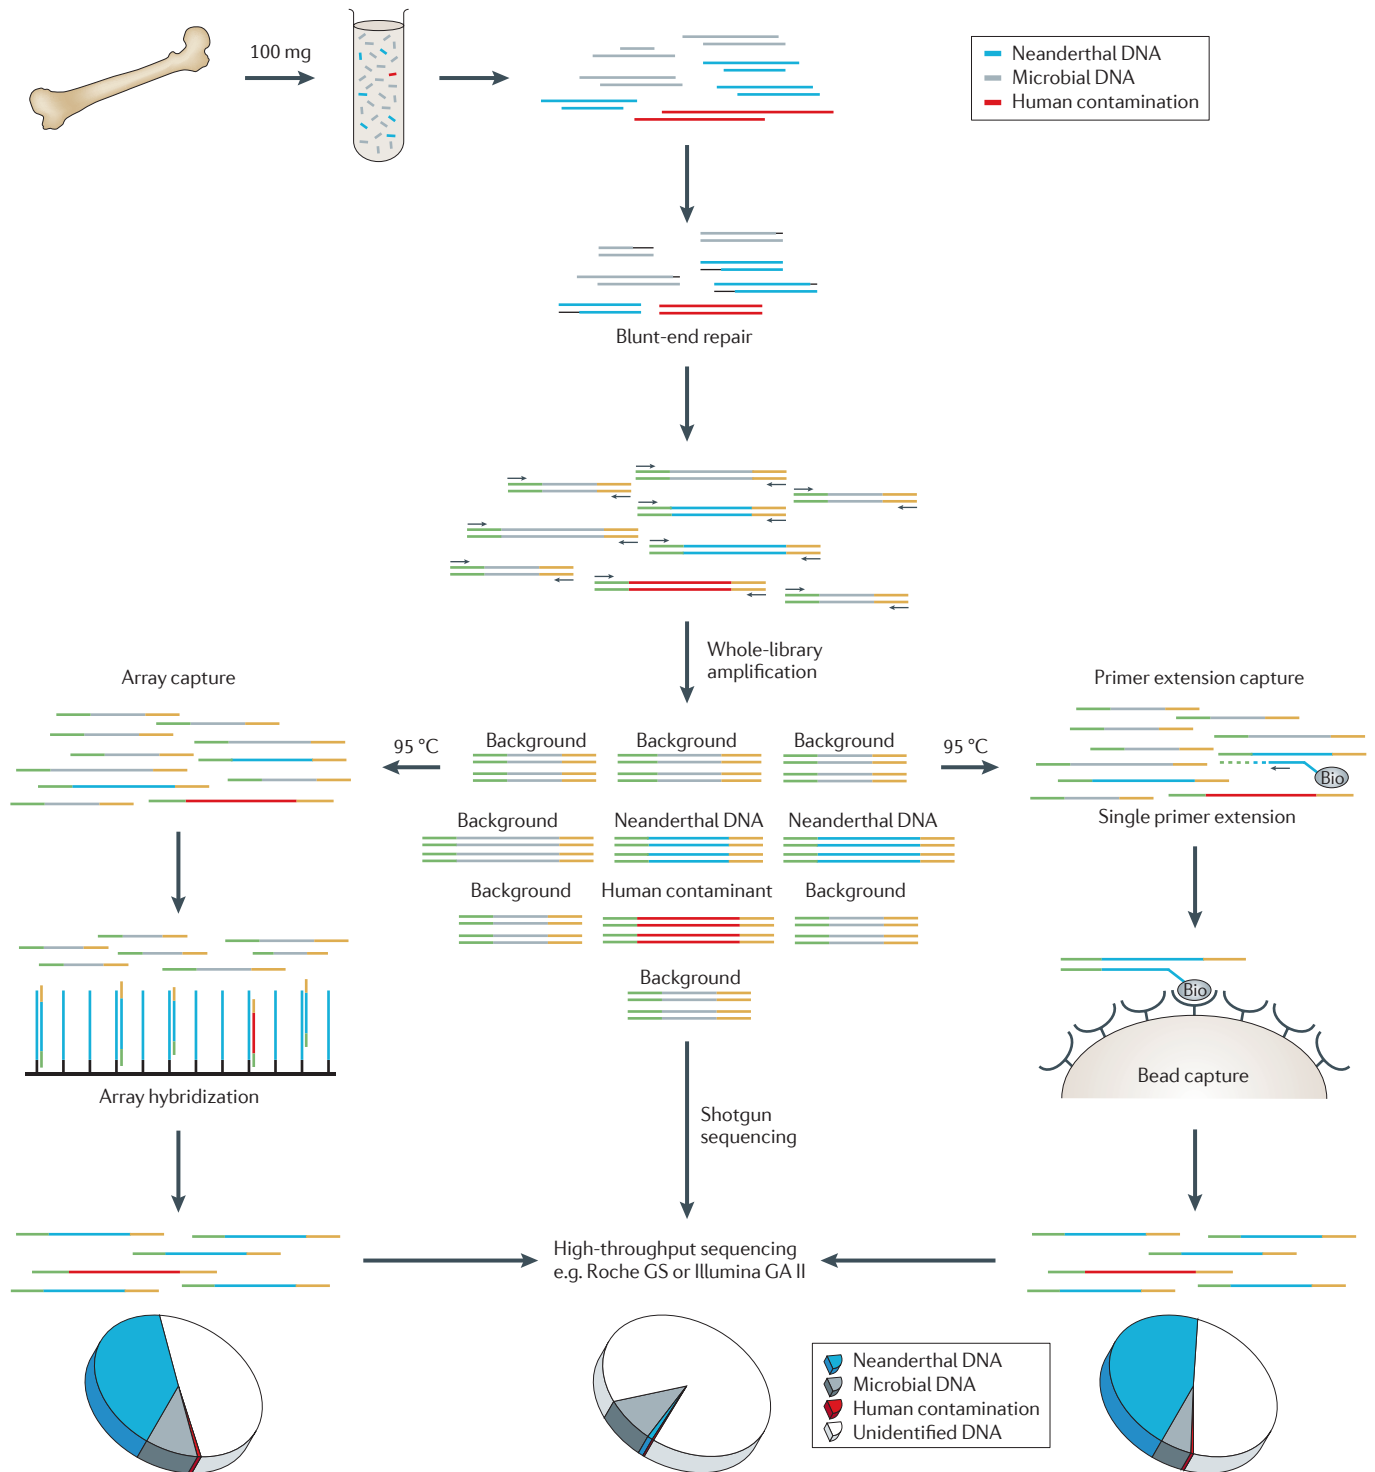 100 mg
Neanderthal DNA
Microbial DNA
Human contamination
Blunt-end repair
Whole-library
amplification
Array capture
Primer extension capture
95 °C
Background
Background
Background
95 °C
Bio
Single primer extension
Background
Neanderthal DNA
Neanderthal DNA
Background
Human contaminant
Background
Background
Bio
Bead capture
Array hybridization
Shotgun
sequencing
High-throughput sequencing
e.g. Roche GS or Illumina GA II
Neanderthal DNA
Microbial DNA
Human contamination
Unidentified DNA